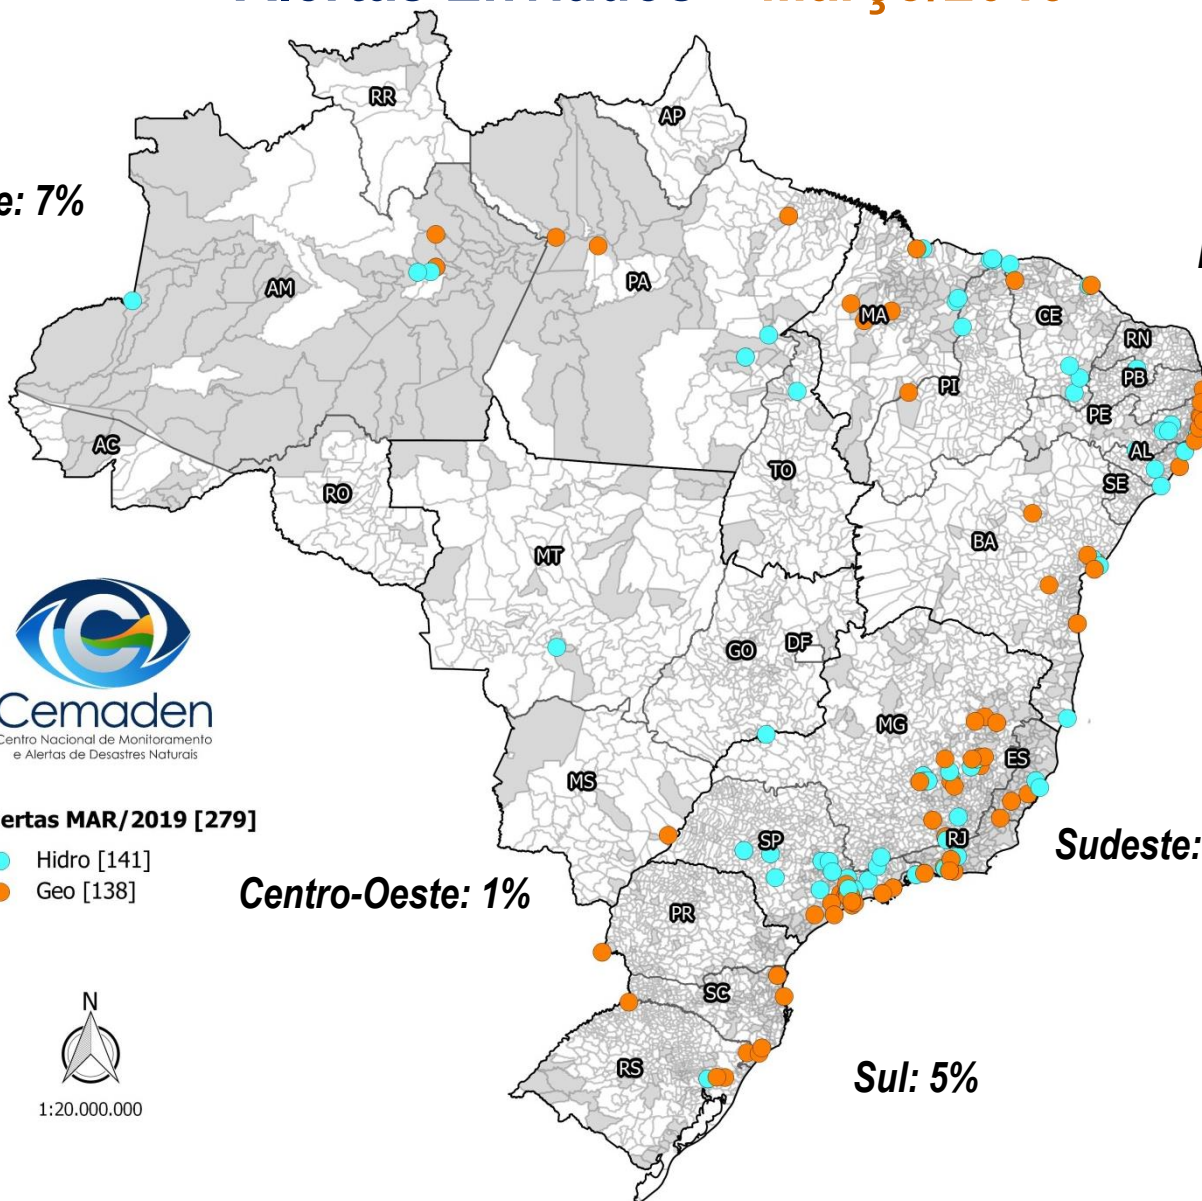 e: 7%
RR
AP
AM
PA
MA
CE
RN
PB
PI
PE
AC
AL
TO
SE
RO
BA
MT
DF
GO
MG
ES
MS
Cemaden
Centro Nacional de Monitoramento
e Alertas de Desastres Naturais
ertas MAR/2019 [279]
Hidro [141]
Geo [138]
SP
RJ
Sudeste:
Centro-Oeste: 1%
PR
SC
N
RS
Sul: 5%
1:20.000.000